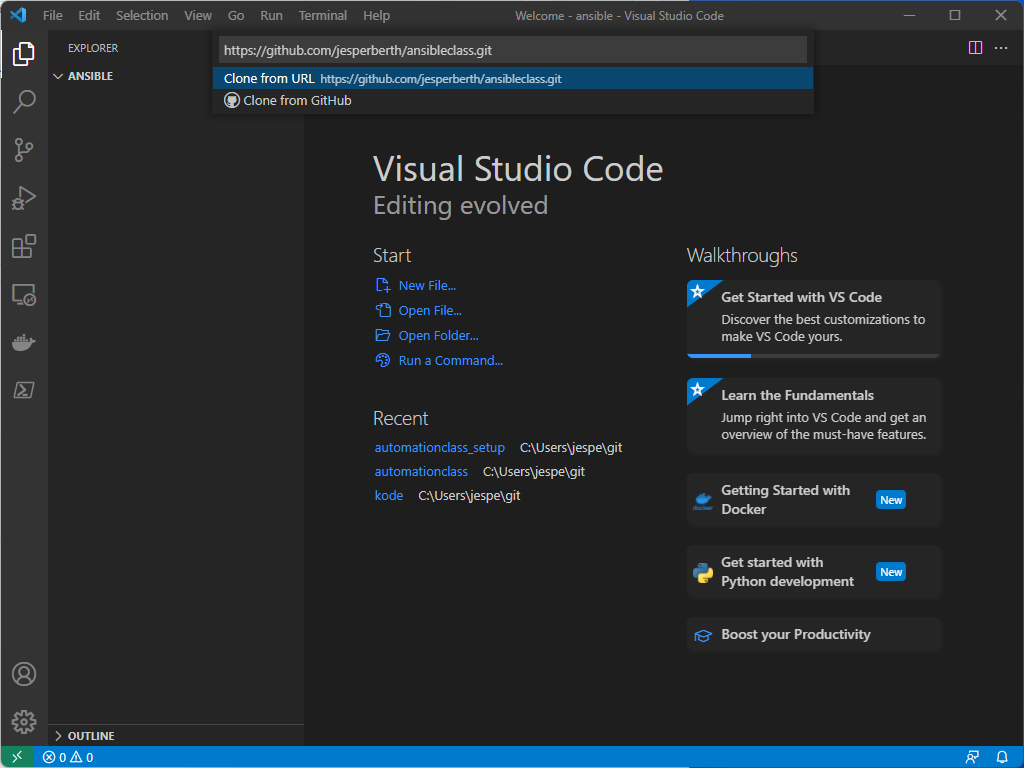 File Edit Selection View Go Run Terminal Help Welcome - ansible - Visual Studio Code
EXPLORER
https://github.com/jesperberth/ansibleclass.git
ANSIBLE
Clone from URL https://github.com/jesperberth/ansibleclass.git
Clone from GitHub
Visual Studio Code
Editing evolved
Start
New File...
Open File...
Open Folder...
Run a Command...
Recent
automationclass_setup C:\Users\jespe\git
automationclass C:\Users\jespe\git
kode C:\Users\jespe\git
Walkthroughs
Get Started with VS Code
Discover the best customizations to
make VS Code yours.
Learn the Fundamentals
Jump right into VS Code and get an
overview of the must-have features.
Getting Started with
Docker
New
docker
Get started with
Python development
New
Boost your Productivity
OUTLINE
0 0